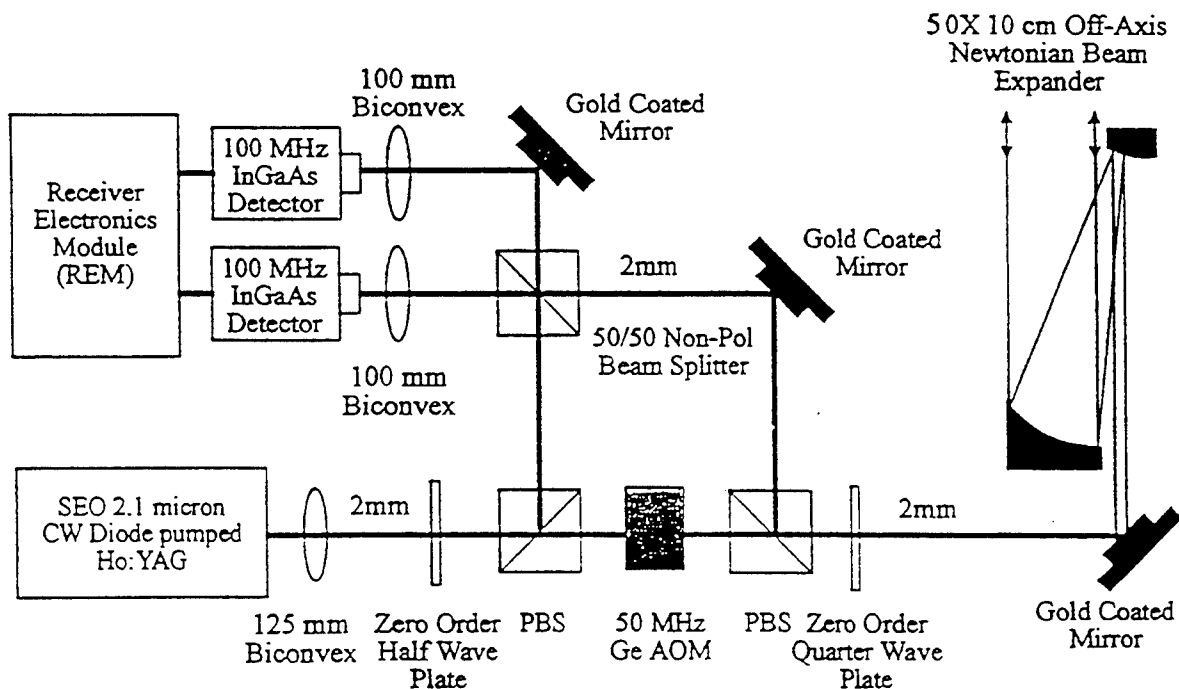 50X 10 cm Off-Axis
Newtonian Beam
Expander
100 mm
Biconvex
Gold Coated
Mirror
100 MHz
InGaAs
Detector
Receiver
Electronics
Module
(REM)
Gold Coated
Mirror
100 MHz
InGaAs
Detector
2mm
50/50 Non-Pol
Beam Splitter
100 mm
Biconvex
SEO 2.1 micron
CW Diode pumped
Ho:YAG
2mm
2mm
125 mm
Biconvex
Zero Order
Half Wave
Plate
PBS
50 MHz
Ge AOM
PBS
Zero Order
Quarter Wave
Plate
Gold Coated
Mirror